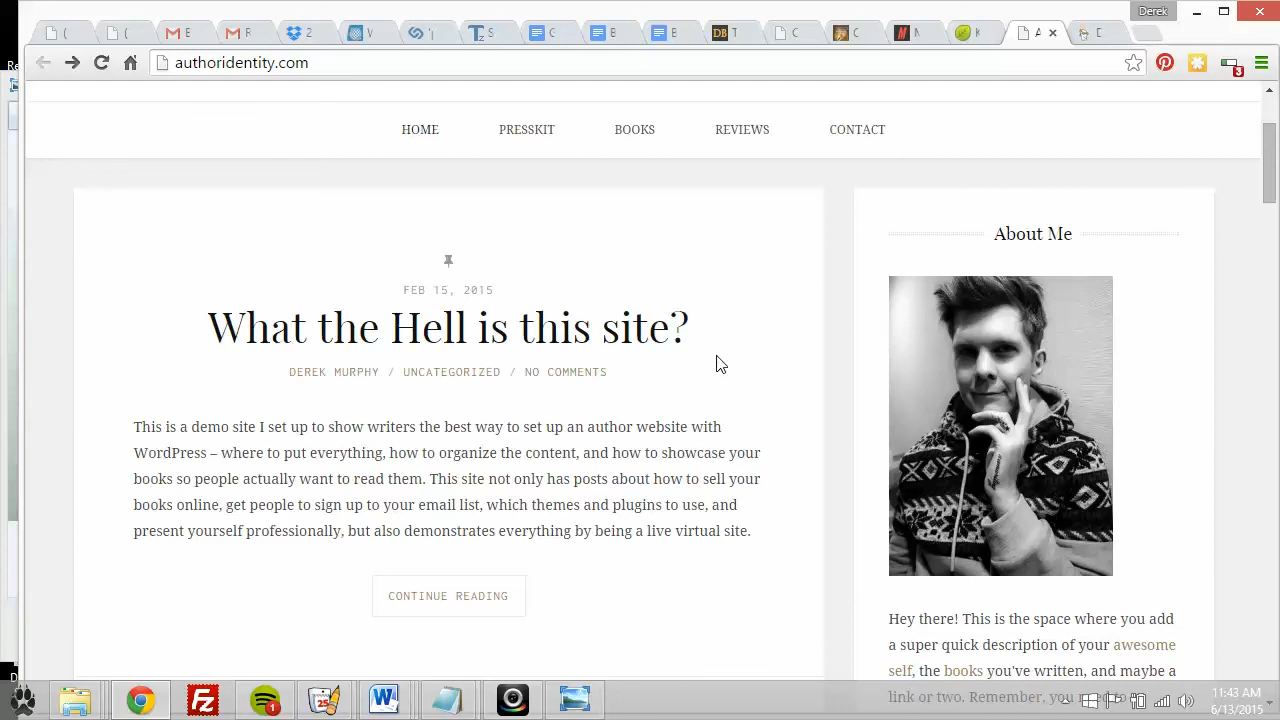 Derek
authoridentity.com
3
HOME PRESSKIT BOOKS REVIEWS CONTACT
FEB 15, 2015
What the Hell is this site?
DEREK MURPHY / UNCATEGORIZED / NO COMMENTS
This is a demo site I set up to show writers the best way to set up an author website with
WordPress – where to put everything, how to organize the content, and how to showcase your
books so people actually want to read them. This site not only has posts about how to sell your
books online, get people to sign up to your email list, which themes and plugins to use, and
present yourself professionally, but also demonstrates everything by being a live virtual site.
CONTINUE READING
About Me
Hey there! This is the space where you add
a super quick description of your awesome
self, the books you've written, and maybe a
link or two. Remember, you need to
11:43 AM
6/13/2015